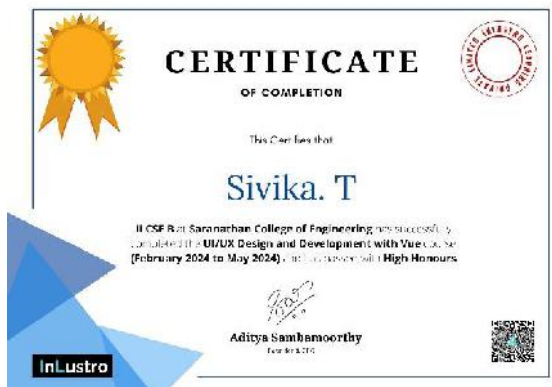 CERTIFICATE
OF COMPLETION
This Certifies that
Sivika. T
II CSE B at Saranathan College of Engineering has successfully
completed the UI/UX Design and Development with Vue course
(February 2024 to May 2024), and has passed with High Honours
Aditya Sambamoorthy
Founder & CEO
InLustro